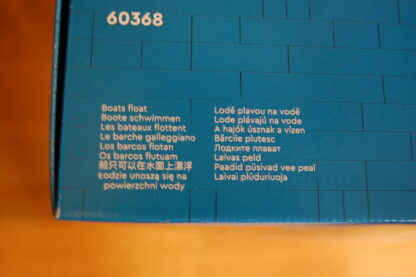 60368
Boats float
Boote schwimmen
Les bateaux flottent
Le barche galleggiano
Los barcos flotan
Os barcos flutuam
船只可以在水面上漂浮
Łodzie unoszą się na
powierzchni wody
Lodě plavou na vodě
Lode plávajú na vode
A hajók úsznak a vízen
Bărcile plutesc
Лодките плават
Laivas peld
Paadid püsivad vee peal
Laivai plūduriuoja